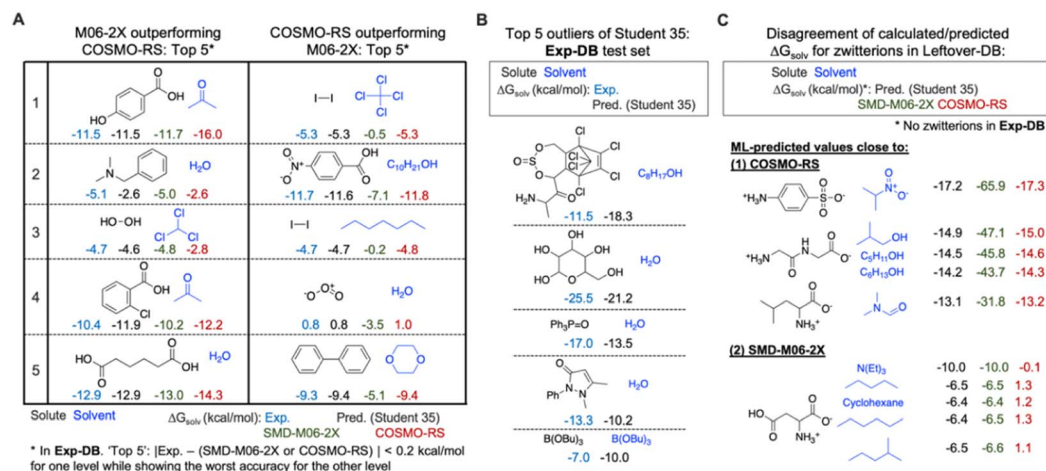 A
M06-2X outperforming
COSMO-RS: Top 5*
COSMO-RS outperforming
M06-2X: Top 5*
1
O
OH
HO
O
-11.5 -11.5 -11.7 -16.0
I—I
Cl
Cl
Cl
Cl
-5.3 -5.3 -0.5 -5.3
2
N
H₂O
-5.1 -2.6 -5.0 -2.6
O
OH
N⁺
O
O⁻
C₁₀H₂₁OH
-11.7 -11.6 -7.1 -11.8
3
HO-OH
Cl
Cl
Cl
-4.7 -4.6 -4.8 -2.8
I—I
-4.7 -4.7 -0.2 -4.8
4
O
OH
Cl
O
-10.4 -11.9 -10.2 -12.2
⁻O O⁺ O
H₂O
0.8 0.8 -3.5 1.0
5
O
HO
OH
O
H₂O
-12.9 -12.9 -13.0 -14.3
O
O
-9.3 -9.4 -5.1 -9.4
Solute Solvent
ΔGsolv (kcal/mol): Exp. Pred. (Student 35)
SMD-M06-2X COSMO-RS
* In Exp-DB. 'Top 5': |Exp. – (SMD-M06-2X or COSMO-RS) | < 0.2 kcal/mol
for one level while showing the worst accuracy for the other level
B
Top 5 outliers of Student 35:
Exp-DB test set
Solute Solvent
ΔGsolv (kcal/mol): Exp.
Pred. (Student 35)
Cl
O
O=S
O
Cl
Cl
Cl
Cl
Cl
O
H₂N
C₈H₁₇OH
-11.5 -18.3
OH
HO
OH
HO
O
OH
H₂O
-25.5 -21.2
Ph₃P=O H₂O
-17.0 -13.5
O
Ph
N
N
H₂O
-13.3 -10.2
B(OBu)₃ B(OBu)₃
-7.0 -10.0
C
Disagreement of calculated/predicted
ΔGsolv for zwitterions in Leftover-DB:
Solute Solvent
ΔGsolv (kcal/mol)*: Pred. (Student 35)
SMD-M06-2X COSMO-RS
* No zwitterions in Exp-DB
ML-predicted values close to:
(1) COSMO-RS
⁺H₃N
O
S-O⁻
O
O
N⁺
O⁻
-17.2 -65.9 -17.3
⁺H₃N
O
H
N
O
O⁻
OH
-14.9 -47.1 -15.0
C₅H₁₁OH -14.5 -45.8 -14.6
C₆H₁₃OH -14.2 -43.7 -14.3
O
O⁻
NH₃⁺
N
O
-13.1 -31.8 -13.2
(2) SMD-M06-2X
HO
O
O
O⁻
NH₃⁺
N(Et)₃ -10.0 -10.0 -0.1
-6.5 -6.5 1.3
Cyclohexane -6.4 -6.4 1.2
-6.4 -6.5 1.3
-6.5 -6.6 1.1